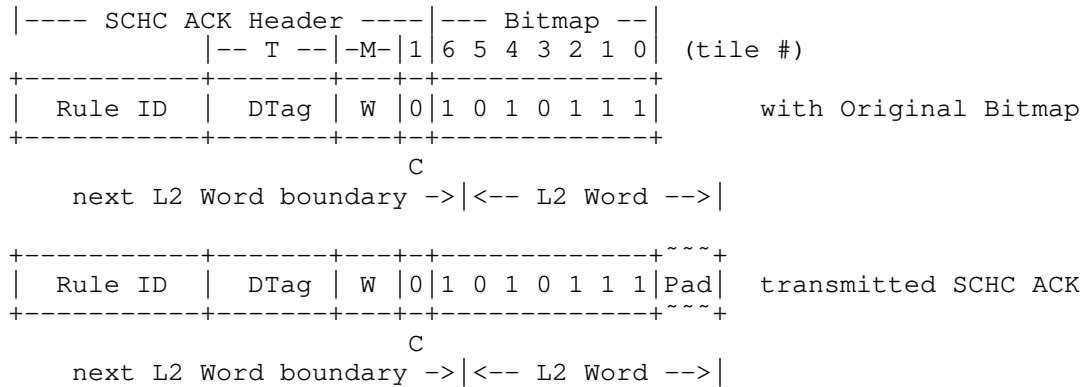 |---- SCHC ACK Header ----|--- Bitmap --|
            |-- T --|-M-|1|6 5 4 3 2 1 0| (tile #)
+-----------+-------+---+-+-------------+
|  Rule ID  |  DTag | W |0|1 0 1 0 1 1 1|      with Original Bitmap
+-----------+-------+---+-+-------------+
                         C
    next L2 Word boundary ->|<-- L2 Word -->|
+-----------+-------+---+-+-------------+~~~+
|  Rule ID  |  DTag | W |0|1 0 1 0 1 1 1|Pad|  transmitted SCHC ACK
+-----------+-------+---+-+-------------+~~~+
                         C
    next L2 Word boundary ->|<-- L2 Word -->|